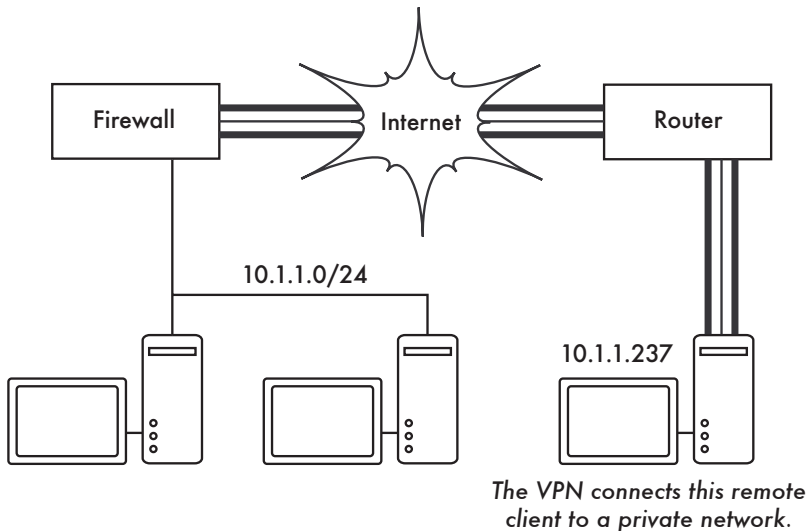 Firewall
Internet
Router
10.1.1.0/24
10.1.1.237
The VPN connects this remote
client to a private network.